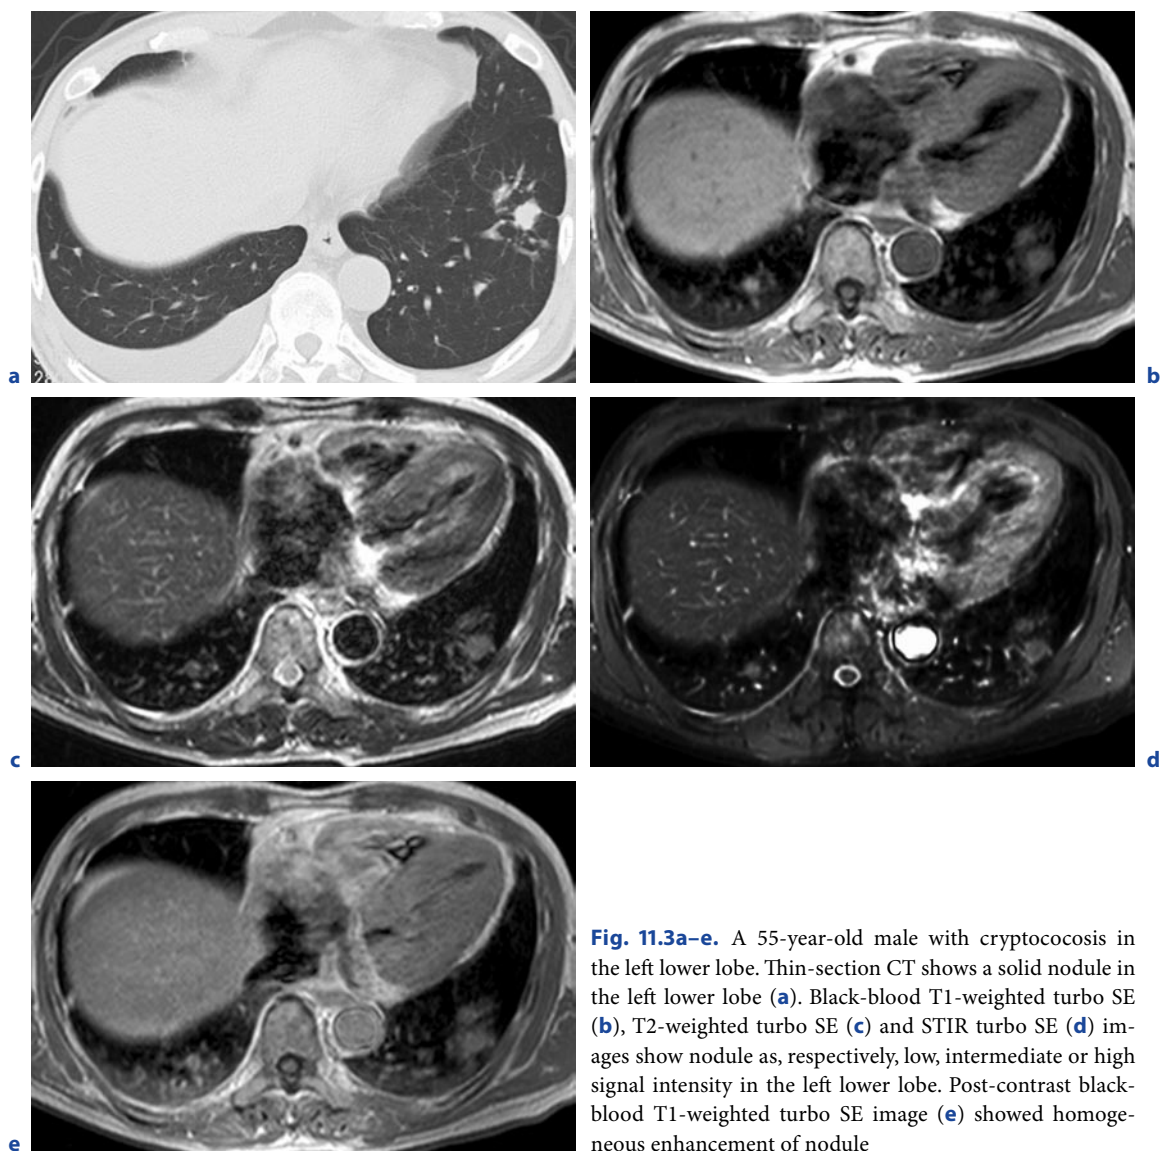 a
b
c
d
e
28
Fig. 11.3a–e. A 55-year-old male with cryptococosis in
the left lower lobe. Thin-section CT shows a solid nodule in
the left lower lobe (a). Black-blood T1-weighted turbo SE
(b), T2-weighted turbo SE (c) and STIR turbo SE (d) im-
ages show nodule as, respectively, low, intermediate or high
signal intensity in the left lower lobe. Post-contrast black-
blood T1-weighted turbo SE image (e) showed homoge-
neous enhancement of nodule